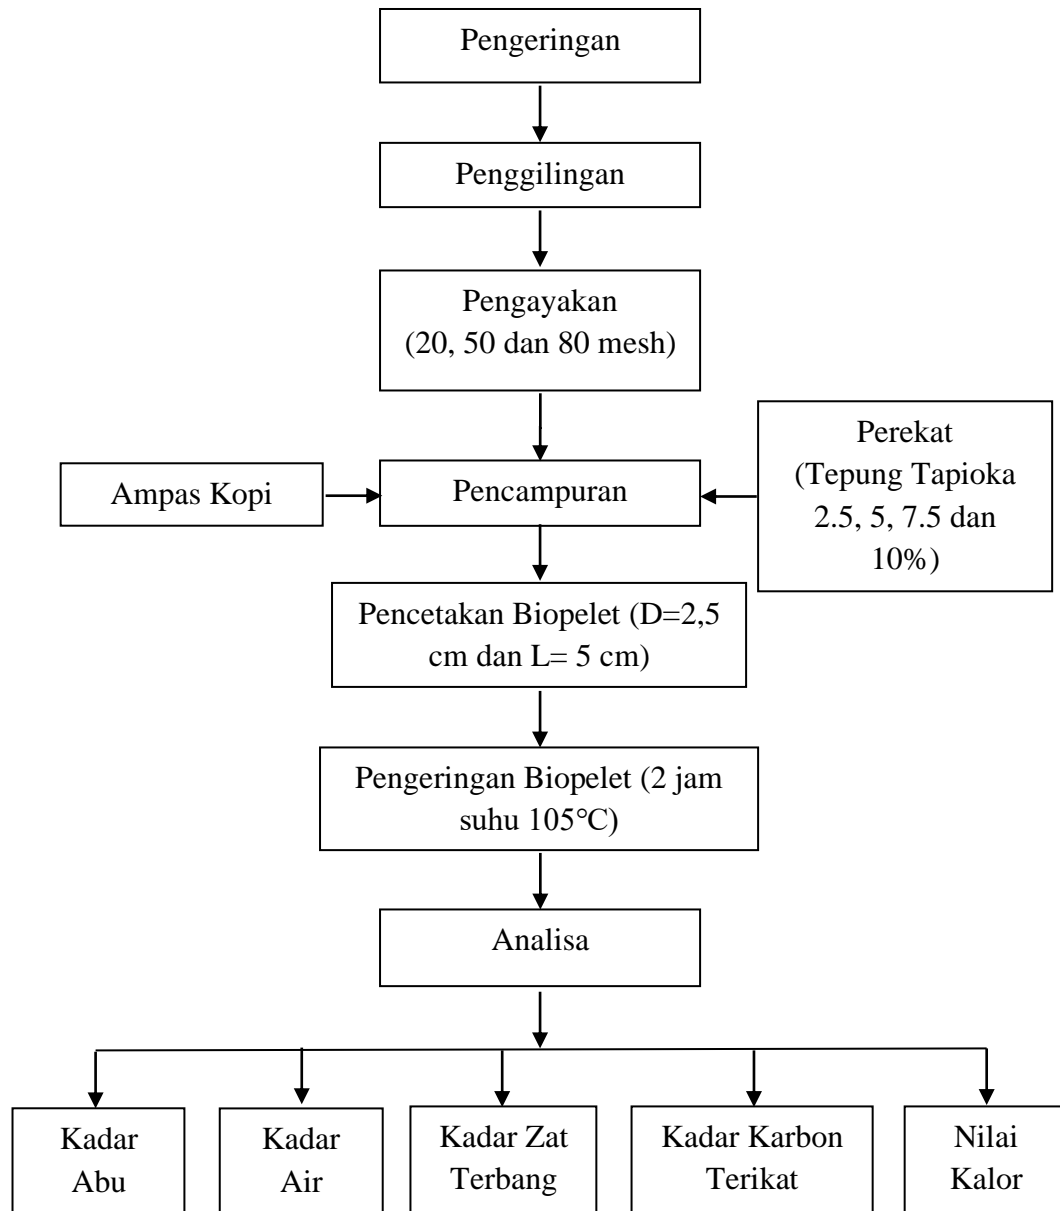 Pengeringan
Penggilingan
Pengayakan
(20, 50 dan 80 mesh)
Perekat
(Tepung Tapioka
2.5, 5, 7.5 dan
10%)
Ampas Kopi
Pencampuran
Pencetakan Biopelet (D=2,5
cm dan L= 5 cm)
Pengeringan Biopelet (2 jam
suhu 105°C)
Analisa
Kadar
Abu
Kadar
Air
Kadar Zat
Terbang
Kadar Karbon
Terikat
Nilai
Kalor